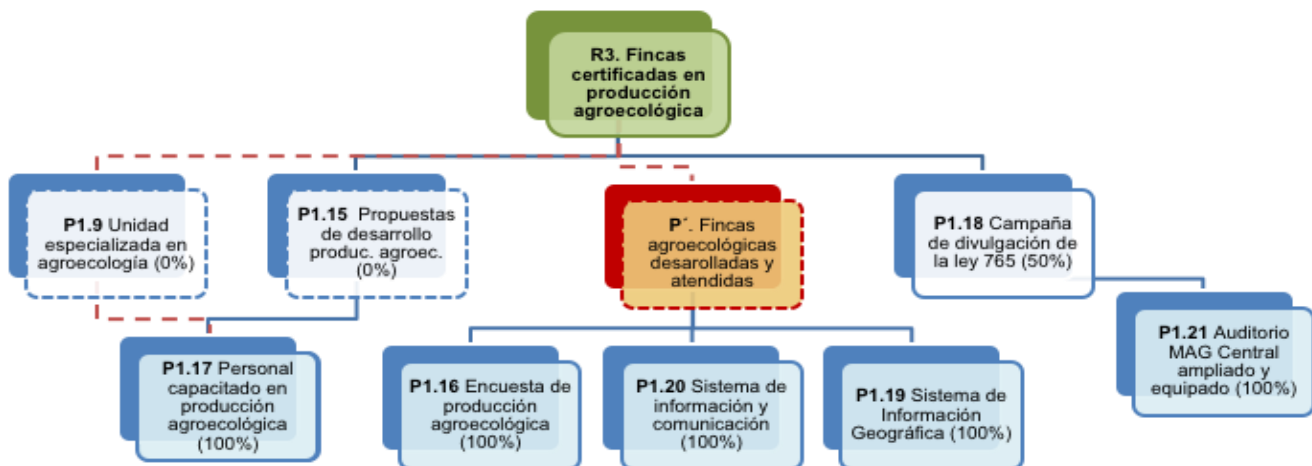 R3. Fincas
certificadas en
producción
agroecológica
P1.9 Unidad
especializada en
agroecología (0%)
P1.15 Propuestas
de desarrollo
produc. agroec.
(0%)
P´. Fincas
agroecológicas
desarolladas y
atendidas
P1.18 Campaña
de divulgación de
la ley 765 (50%)
P1.17 Personal
capacitado en
producción
agroecológica
(100%)
P1.16 Encuesta de
producción
agroecológica
(100%)
P1.20 Sistema de
información y
comunicación
(100%)
P1.19 Sistema de
Información
Geográfica (100%)
P1.21 Auditorio
MAG Central
ampliado y
equipado (100%)